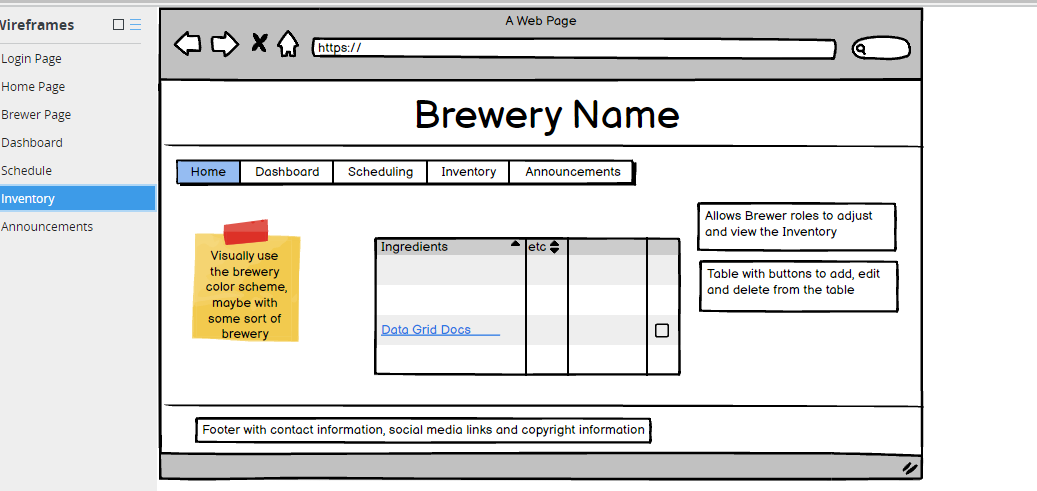 Wireframes
Login Page
Home Page
Brewer Page
Dashboard
Schedule
Inventory
Announcements
A Web Page
https://
Brewery Name
Home Dashboard Scheduling Inventory Announcements
Visually use
the brewery
color scheme,
maybe with
some sort of
brewery
Ingredients etc
Data Grid Docs
Allows Brewer roles to adjust
and view the Inventory
Table with buttons to add, edit
and delete from the table
Footer with contact information, social media links and copyright information